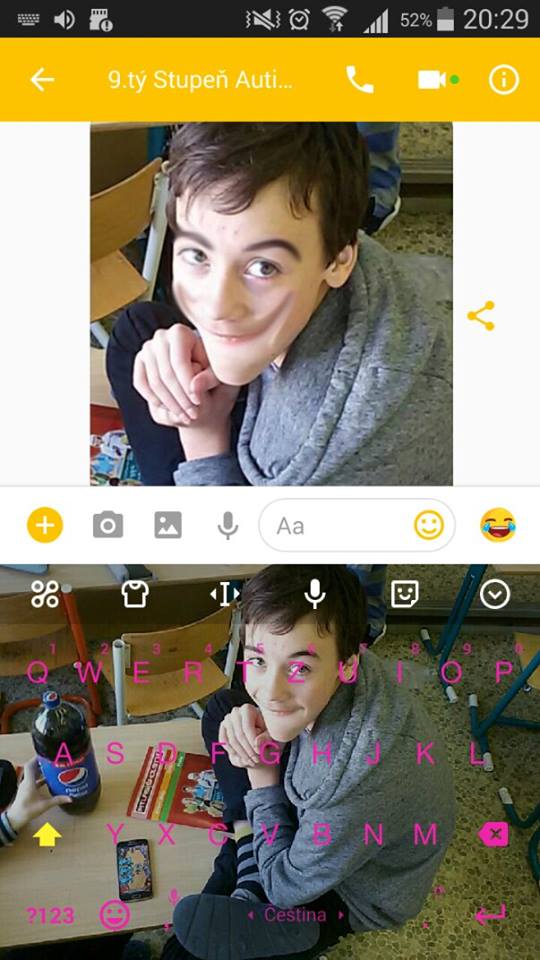 52% 20:29
9.tý Stupeň Auti...
Aa
1 2 3 4 5 6 7 8 9 0
Q W E R T Z U I O P
A S D F G H J K L
pepsi
Y X C V B N M
?123 , Čeština .